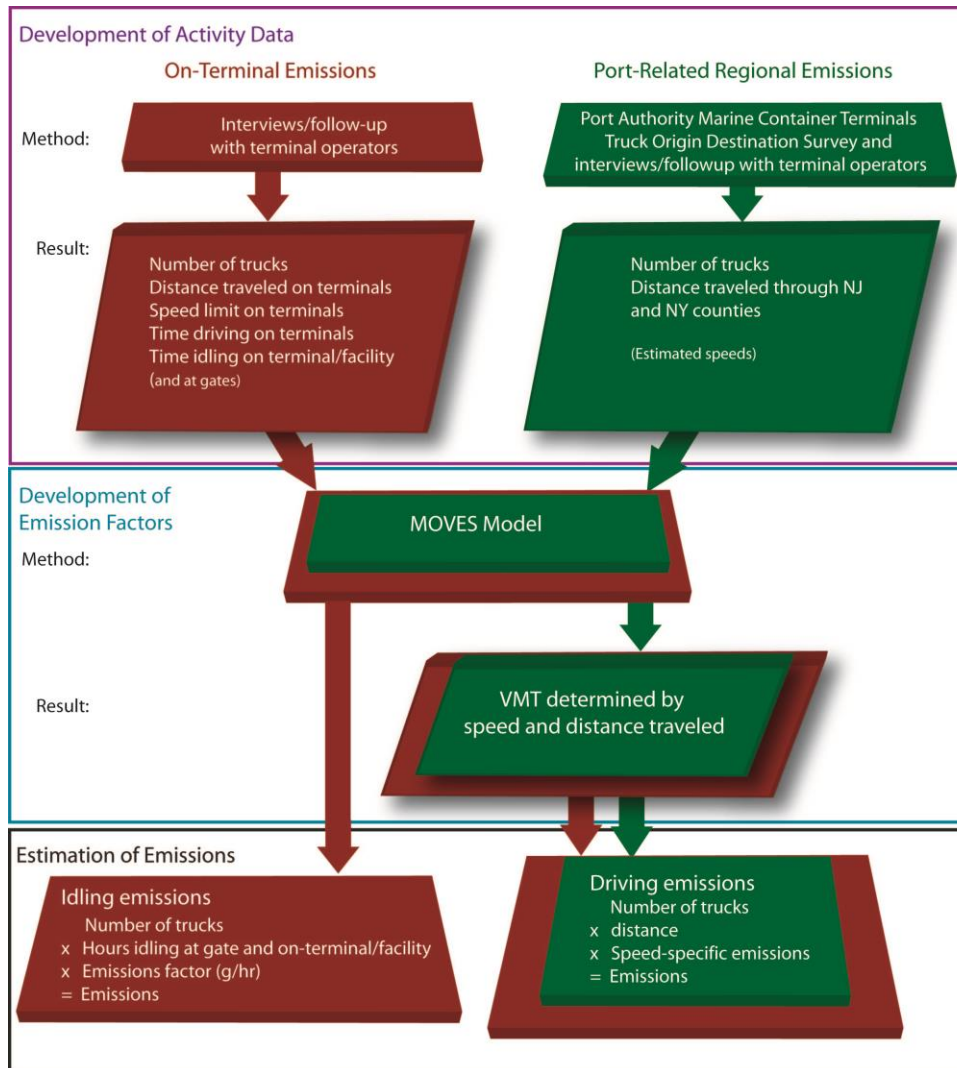 Development of Activity Data
On-Terminal Emissions
Port-Related Regional Emissions
Method:
Interviews/follow-up
with terminal operators
Port Authority Marine Container Terminals
Truck Origin Destination Survey and
interviews/followup with terminal operators
Result:
Number of trucks
Distance traveled on terminals
Speed limit on terminals
Time driving on terminals
Time idling on terminal/facility
(and at gates)
Number of trucks
Distance traveled through NJ
and NY counties
(Estimated speeds)
Development of
Emission Factors
Method:
MOVES Model
Result:
VMT determined by
speed and distance traveled
Estimation of Emissions
Idling emissions
Number of trucks
x Hours idling at gate and on-terminal/facility
x Emissions factor (g/hr)
= Emissions
Driving emissions
Number of trucks
x distance
x Speed-specific emissions
= Emissions